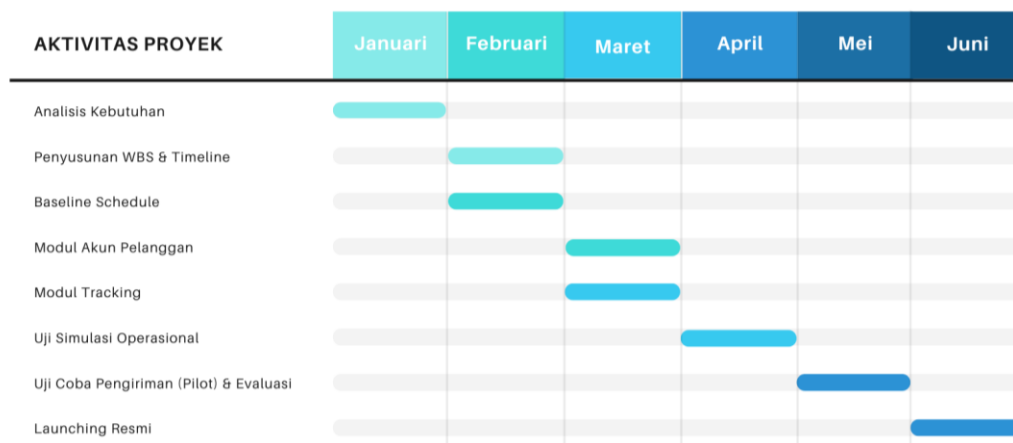 AKTIVITAS PROYEK Januari Februari Maret April Mei Juni
Analisis Kebutuhan
Penyusunan WBS & Timeline
Baseline Schedule
Modul Akun Pelanggan
Modul Tracking
Uji Simulasi Operasional
Uji Coba Pengiriman (Pilot) & Evaluasi
Launching Resmi